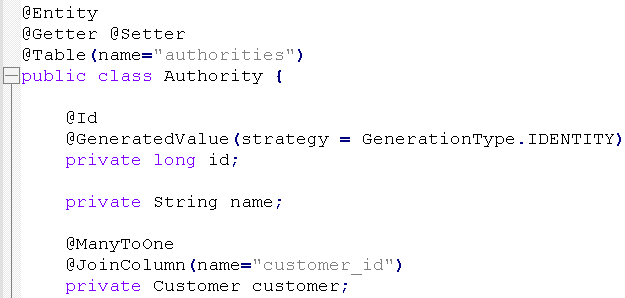 @Entity
@Getter @Setter
@Table(name="authorities")
public class Authority {
@Id
@GeneratedValue(strategy = GenerationType.IDENTITY)
private long id;
private String name;
@ManyToOne
@JoinColumn(name="customer_id")
private Customer customer;